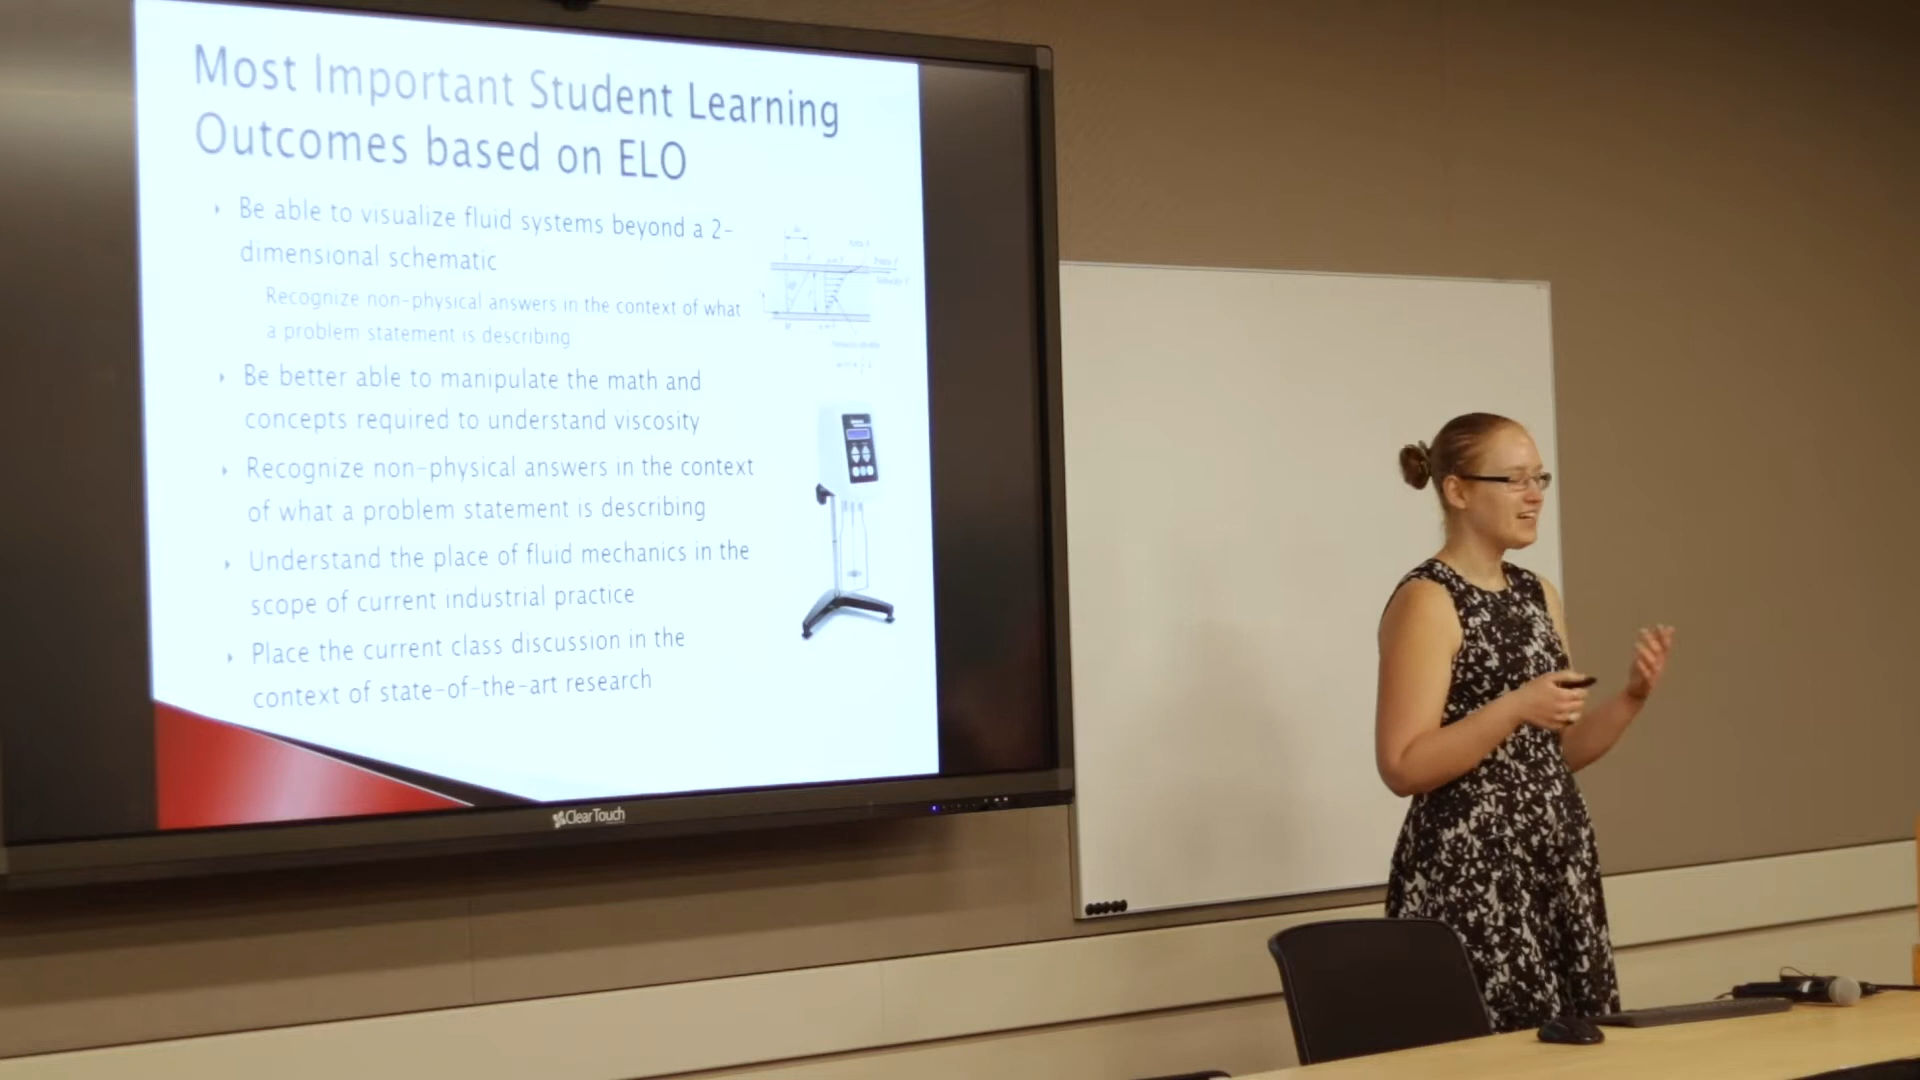 Most Important Student Learning
Outcomes based on ELO
Be able to visualize fluid systems beyond a 2-
dimensional schematic
Recognize non-physical answers in the context of what
a problem statement is describing
Be better able to manipulate the math and
concepts required to understand viscosity
Recognize non-physical answers in the context
of what a problem statement is describing
Understand the place of fluid mechanics in the
scope of current industrial practice
Place the current class discussion in the
context of state-of-the-art research
ClearTouch